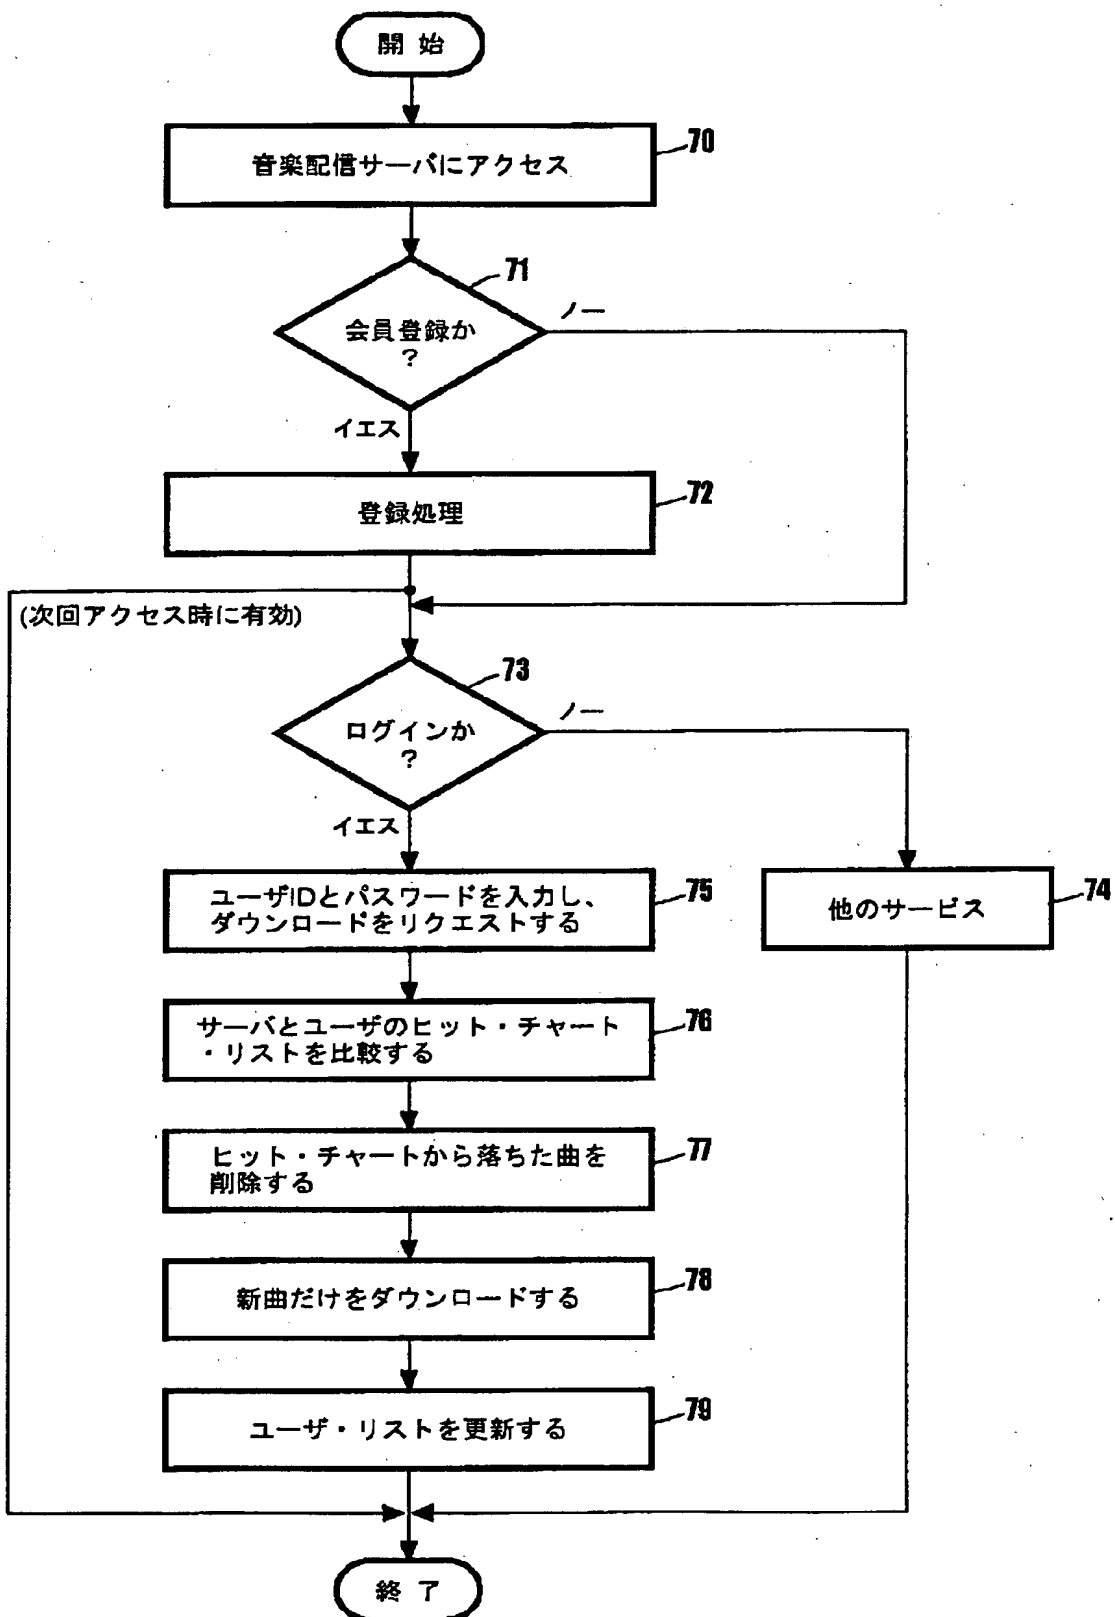 開 始
音楽配信サーバにアクセス
70
71
会員登録か
?
ノー
イエス
登録処理
72
(次回アクセス時に有効)
73
ログインか
?
ノー
イエス
ユーザIDとパスワードを入力し、
ダウンロードをリクエストする
75
他のサービス
74
サーバとユーザのヒット・チャート
・リストを比較する
76
ヒット・チャートから落ちた曲を
削除する
77
新曲だけをダウンロードする
78
ユーザ・リストを更新する
79
終 了